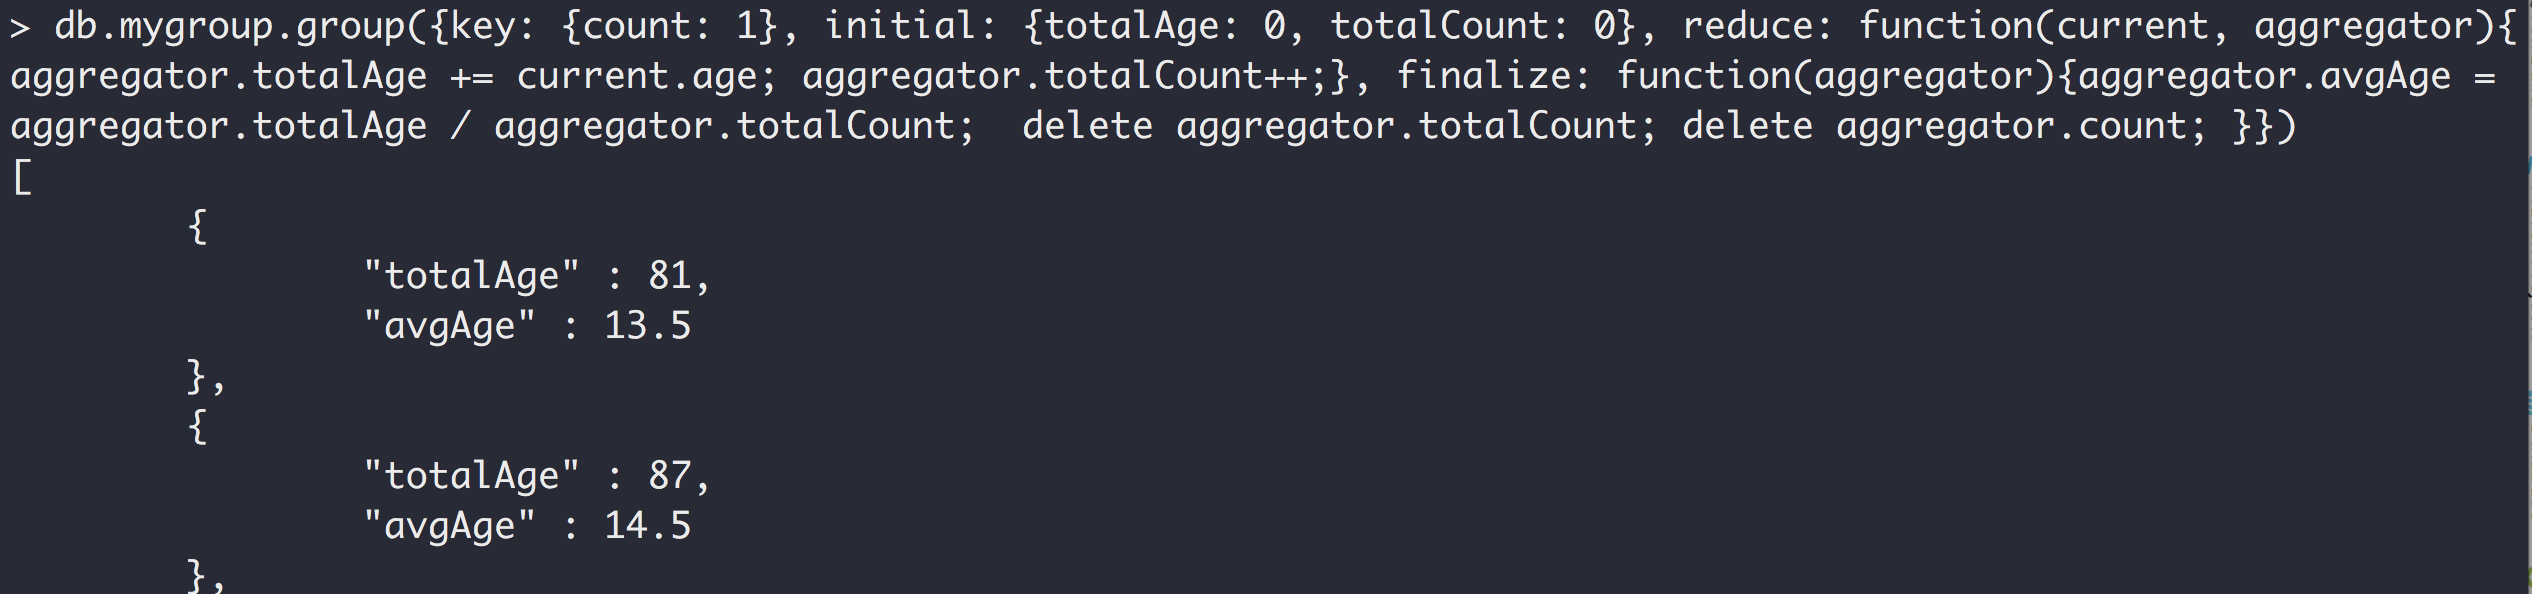 > db.mygroup.group({key: {count: 1}, initial: {totalAge: 0, totalCount: 0}, reduce: function(current, aggregator){
aggregator.totalAge += current.age; aggregator.totalCount++;}, finalize: function(aggregator){aggregator.avgAge =
aggregator.totalAge / aggregator.totalCount;  delete aggregator.totalCount; delete aggregator.count; }})
[
        {
                "totalAge" : 81,
                "avgAge" : 13.5
        },
        {
                "totalAge" : 87,
                "avgAge" : 14.5
        },